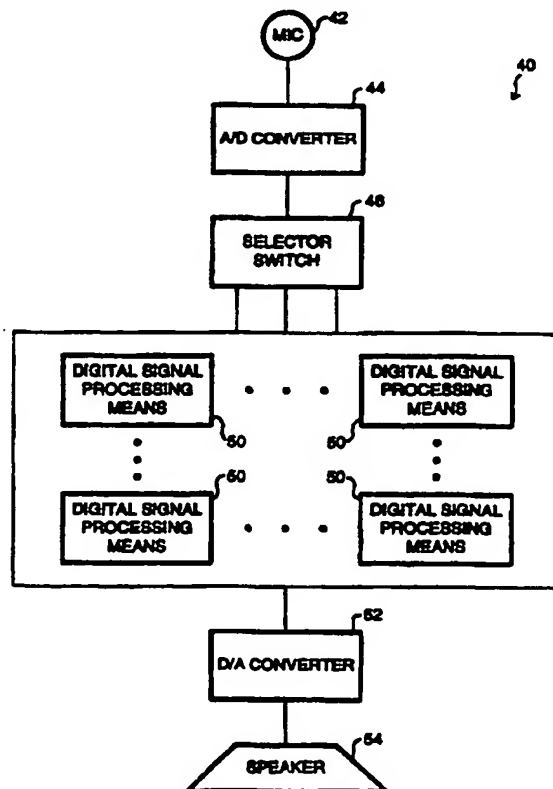 42
MIC
40
44
A/D CONVERTER
46
SELECTOR
SWITCH
DIGITAL SIGNAL
PROCESSING
MEANS
50
DIGITAL SIGNAL
PROCESSING
MEANS
50
DIGITAL SIGNAL
PROCESSING
MEANS
50
DIGITAL SIGNAL
PROCESSING
MEANS
50
52
D/A CONVERTER
54
SPEAKER